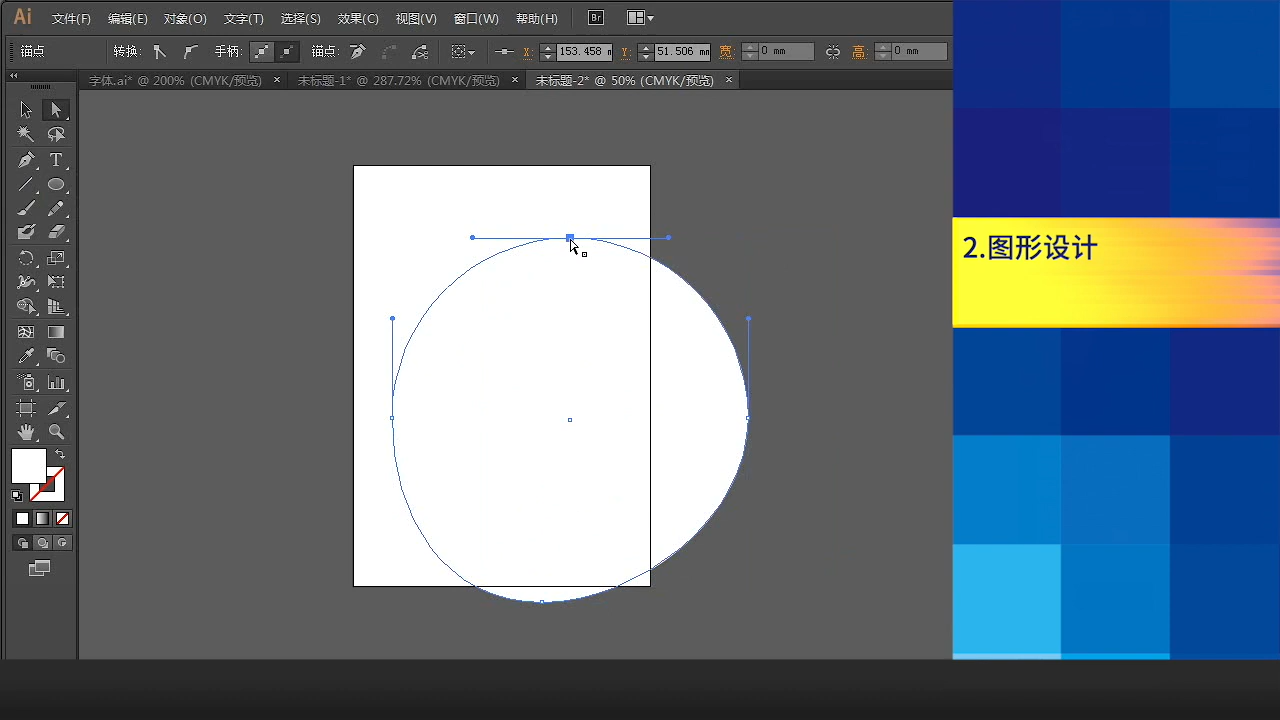 Ai 文件(F) 编辑(E) 对象(O) 文字(T) 选择(S) 效果(C) 视图(V) 窗口(W) 帮助(H) Br
锚点 转换: 手柄: 锚点: X: 153.458 m Y: 51.506 mm 宽: 0 mm 高: 0 mm
字体.ai* @ 200% (CMYK/预览) × 未标题-1* @ 287.72% (CMYK/预览) × 未标题-2* @ 50% (CMYK/预览) ×
2.图形设计